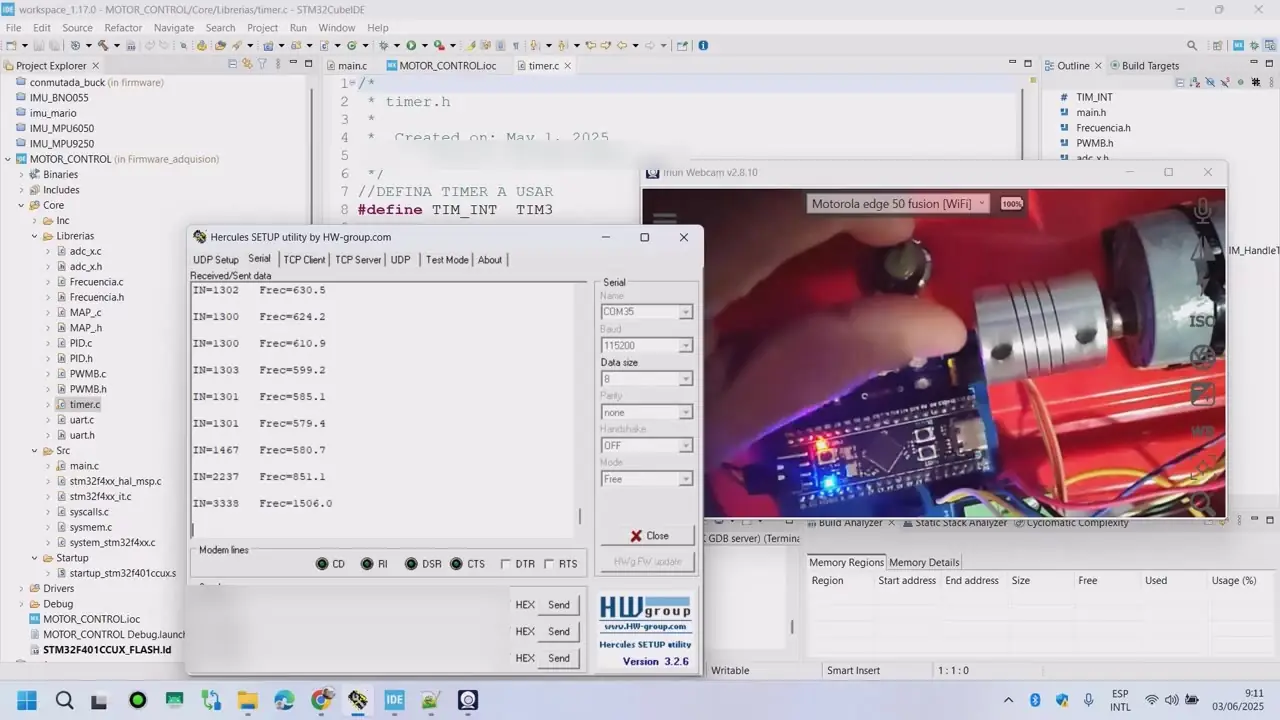 workspace_1.17.0 - MOTOR_CONTROL/Core/Librerias/timer.c - STM32CubeIDE
File Edit Source Refactor Navigate Search Project Run Window Help
Project Explorer
conmutada_buck (in firmware)
IMU_BNO055
imu_mario
IMU_MPU6050
IMU_MPU9250
MOTOR_CONTROL (in Firmware_adquision)
Binaries
Includes
Core
Inc
Librerias
adc_x.c
adc_x.h
Frecuencia.c
Frecuencia.h
MAP_.c
MAP_.h
PID.c
PID.h
PWMB.c
PWMB.h
timer.c
uart.c
uart.h
Src
main.c
stm32f4xx_hal_msp.c
stm32f4xx_it.c
syscalls.c
sysmem.c
system_stm32f4xx.c
Startup
startup_stm32f401ccux.s
Drivers
Debug
MOTOR_CONTROL.ioc
MOTOR_CONTROL Debug.launch
STM32F401CCUX_FLASH.ld
main.c MOTOR_CONTROL.ioc timer.c
1 /*
2 * timer.h
3 *
4 * Created on: May 1, 2025
5
6 */
7 //DEFINA TIMER A USAR
8 #define TIM_INT TIM3
Outline Build Targets
TIM_INT
main.h
Frecuencia.h
PWMB.h
adc_x.h
IM_HandleT
Iriun Webcam v2.8.10
Motorola edge 50 fusion [WiFi] 100%
ISO
WB
Hercules SETUP utility by HW-group.com
UDP Setup Serial TCP Client TCP Server UDP Test Mode About
Received/Sent data
IN=1302 Frec=630.5
IN=1300 Frec=624.2
IN=1300 Frec=610.9
IN=1303 Frec=599.2
IN=1301 Frec=585.1
IN=1301 Frec=579.4
IN=1467 Frec=580.7
IN=2237 Frec=851.1
IN=3338 Frec=1506.0
Serial
Name
COM35
Baud
115200
Data size
8
Parity
none
Handshake
OFF
Mode
Free
Close
HWg FW update
Modem lines
CD RI DSR CTS DTR RTS
HEX Send
HEX Send
HEX Send
HW group
www.HW-group.com
Hercules SETUP utility
Version 3.2.6
GDB server) (Termina
Build Analyzer Static Stack Analyzer Cyclomatic Complexity
Memory Regions Memory Details
Region Start address End address Size Free Used Usage (%)
Writable Smart Insert 1 : 1 : 0
IDE
ESP
INTL
9:11
03/06/2025